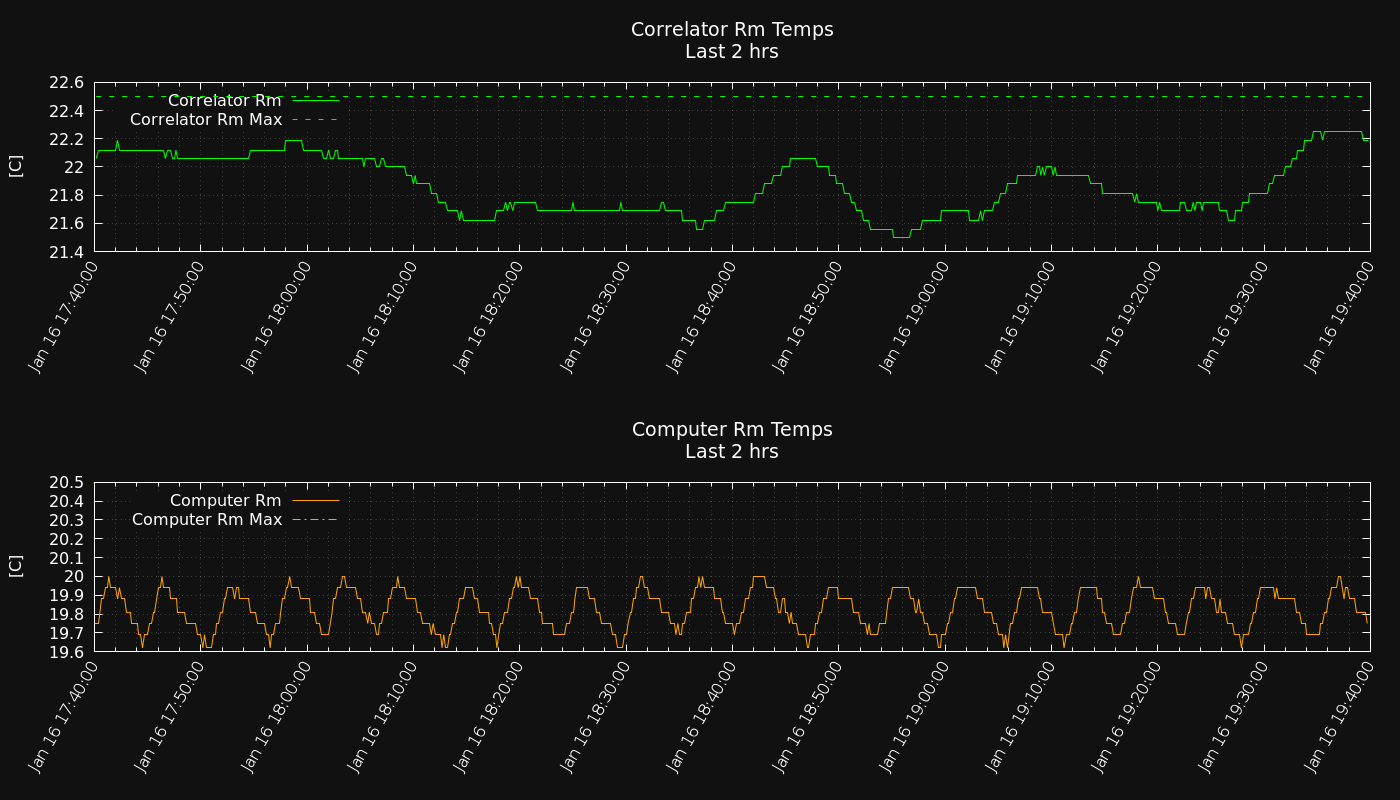 Correlator Rm Temps
Last 2 hrs
22.6
22.4
22.2
22
21.8
21.6
21.4
[C]
Correlator Rm
Correlator Rm Max
Jan 16 17:40:00
Jan 16 17:50:00
Jan 16 18:00:00
Jan 16 18:10:00
Jan 16 18:20:00
Jan 16 18:30:00
Jan 16 18:40:00
Jan 16 18:50:00
Jan 16 19:00:00
Jan 16 19:10:00
Jan 16 19:20:00
Jan 16 19:30:00
Jan 16 19:40:00
Computer Rm Temps
Last 2 hrs
20.5
20.4
20.3
20.2
20.1
20
19.9
19.8
19.7
19.6
[C]
Computer Rm
Computer Rm Max
Jan 16 17:40:00
Jan 16 17:50:00
Jan 16 18:00:00
Jan 16 18:10:00
Jan 16 18:20:00
Jan 16 18:30:00
Jan 16 18:40:00
Jan 16 18:50:00
Jan 16 19:00:00
Jan 16 19:10:00
Jan 16 19:20:00
Jan 16 19:30:00
Jan 16 19:40:00